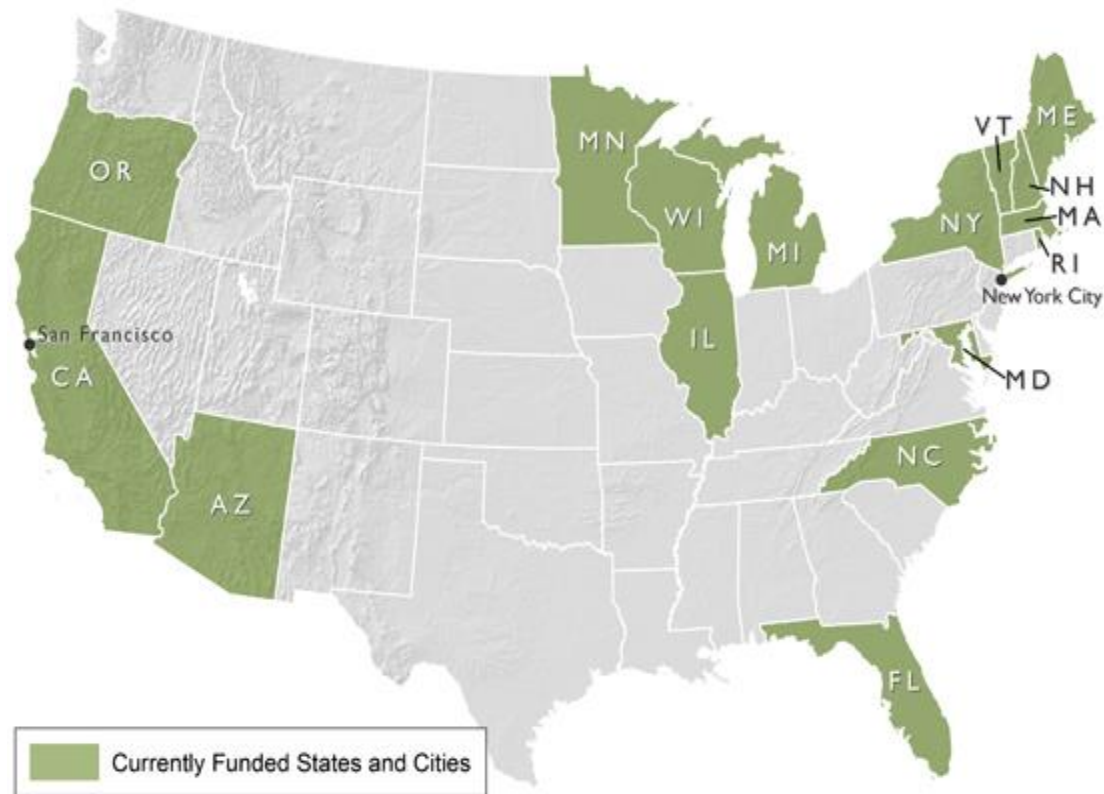 ME
VT
MN
OR
NH
WI
NY
MA
MI
RI
New York City
San Francisco
IL
CA
MD
NC
AZ
FL
Currently Funded States and Cities